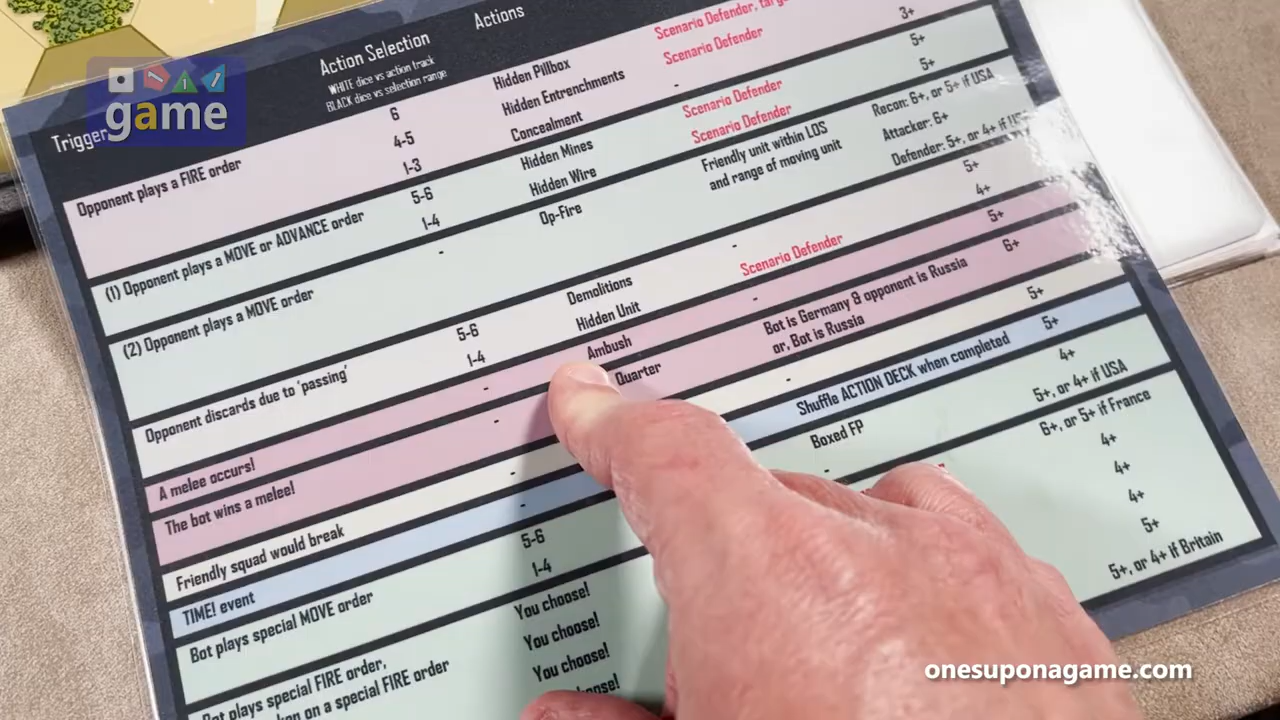 game
Trigger
Action Selection
WHITE dice vs action track
BLACK dice vs selection range
Actions
Opponent plays a FIRE order
6
Hidden Pillbox
Scenario Defender,
3+
4-5
Hidden Entrenchments
Scenario Defender
5+
1-3
Concealment
-
5+
(1) Opponent plays a MOVE or ADVANCE order
5-6
Hidden Mines
Scenario Defender
1-4
Hidden Wire
Scenario Defender
(2) Opponent plays a MOVE order
-
Op-Fire
Friendly unit within LOS
and range of moving unit
Recon: 6+, or 5+ if USA
Attacker: 6+
Defender: 5+, or 4+ if
Opponent discards due to 'passing'
5-6
Demolitions
-
5+
1-4
Hidden Unit
Scenario Defender
4+
A melee occurs!
-
Ambush
-
5+
The bot wins a melee!
-
Quarter
Bot is Germany & opponent is Russia
or, Bot is Russia
6+
Friendly squad would break
-
-
5+
TIME! event
-
Shuffle ACTION DECK when completed
5+
Bot plays special MOVE order
5-6
Boxed FP
4+
1-4
-
5+, or 4+ if USA
Bot plays special FIRE order,
on a special FIRE order
You choose!
6+, or 5+ if France
You choose!
4+
You choose!
4+
4+
5+
5+, or 4+ if Britain
onesuponagame.com